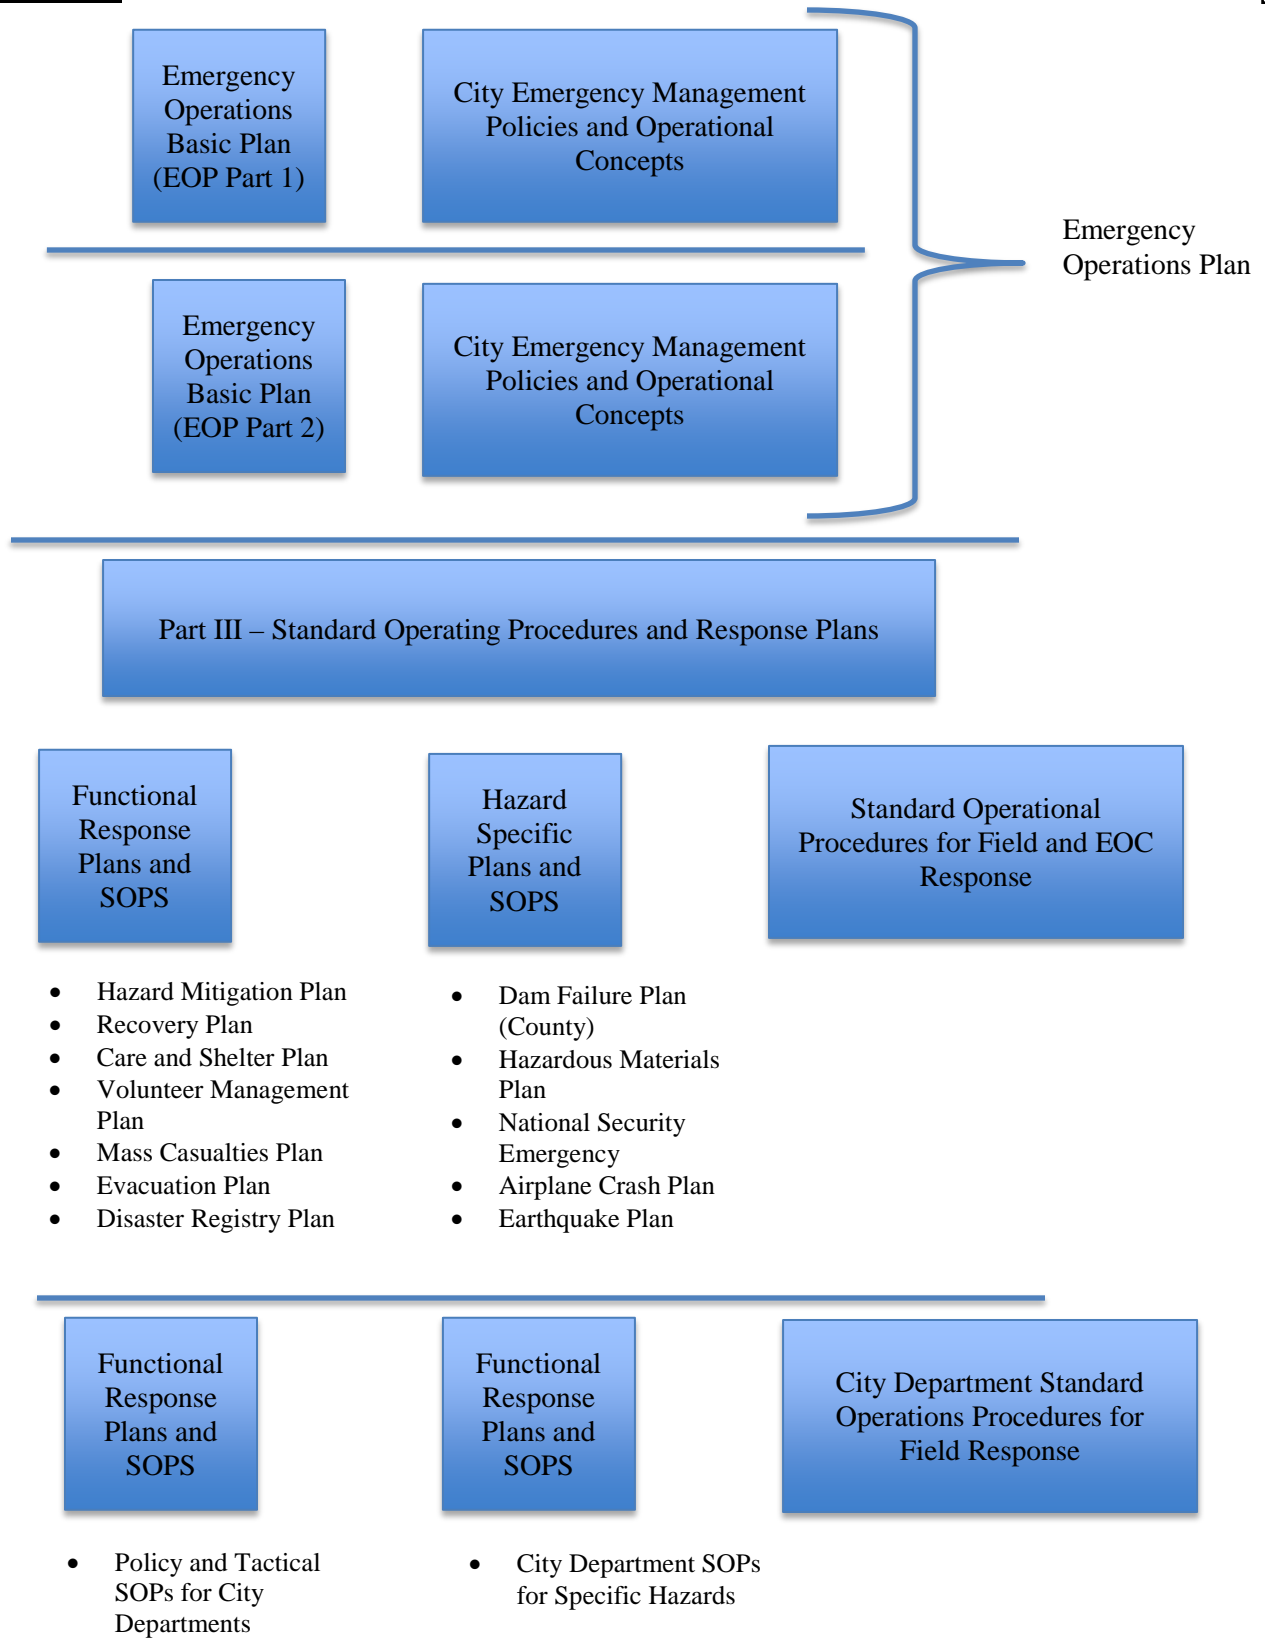 Emergency
Operations
Basic Plan
(EOP Part 1)
City Emergency Management
Policies and Operational
Concepts
Emergency
Operations Plan
Emergency
Operations
Basic Plan
(EOP Part 2)
City Emergency Management
Policies and Operational
Concepts
Part III – Standard Operating Procedures and Response Plans
Functional
Response
Plans and
SOPS
Hazard
Specific
Plans and
SOPS
Standard Operational
Procedures for Field and EOC
Response
• Hazard Mitigation Plan
• Recovery Plan
• Care and Shelter Plan
• Volunteer Management
Plan
• Mass Casualties Plan
• Evacuation Plan
• Disaster Registry Plan
• Dam Failure Plan
(County)
• Hazardous Materials
Plan
• National Security
Emergency
• Airplane Crash Plan
• Earthquake Plan
Functional
Response
Plans and
SOPS
Functional
Response
Plans and
SOPS
City Department Standard
Operations Procedures for
Field Response
• Policy and Tactical
SOPs for City
Departments
• City Department SOPs
for Specific Hazards